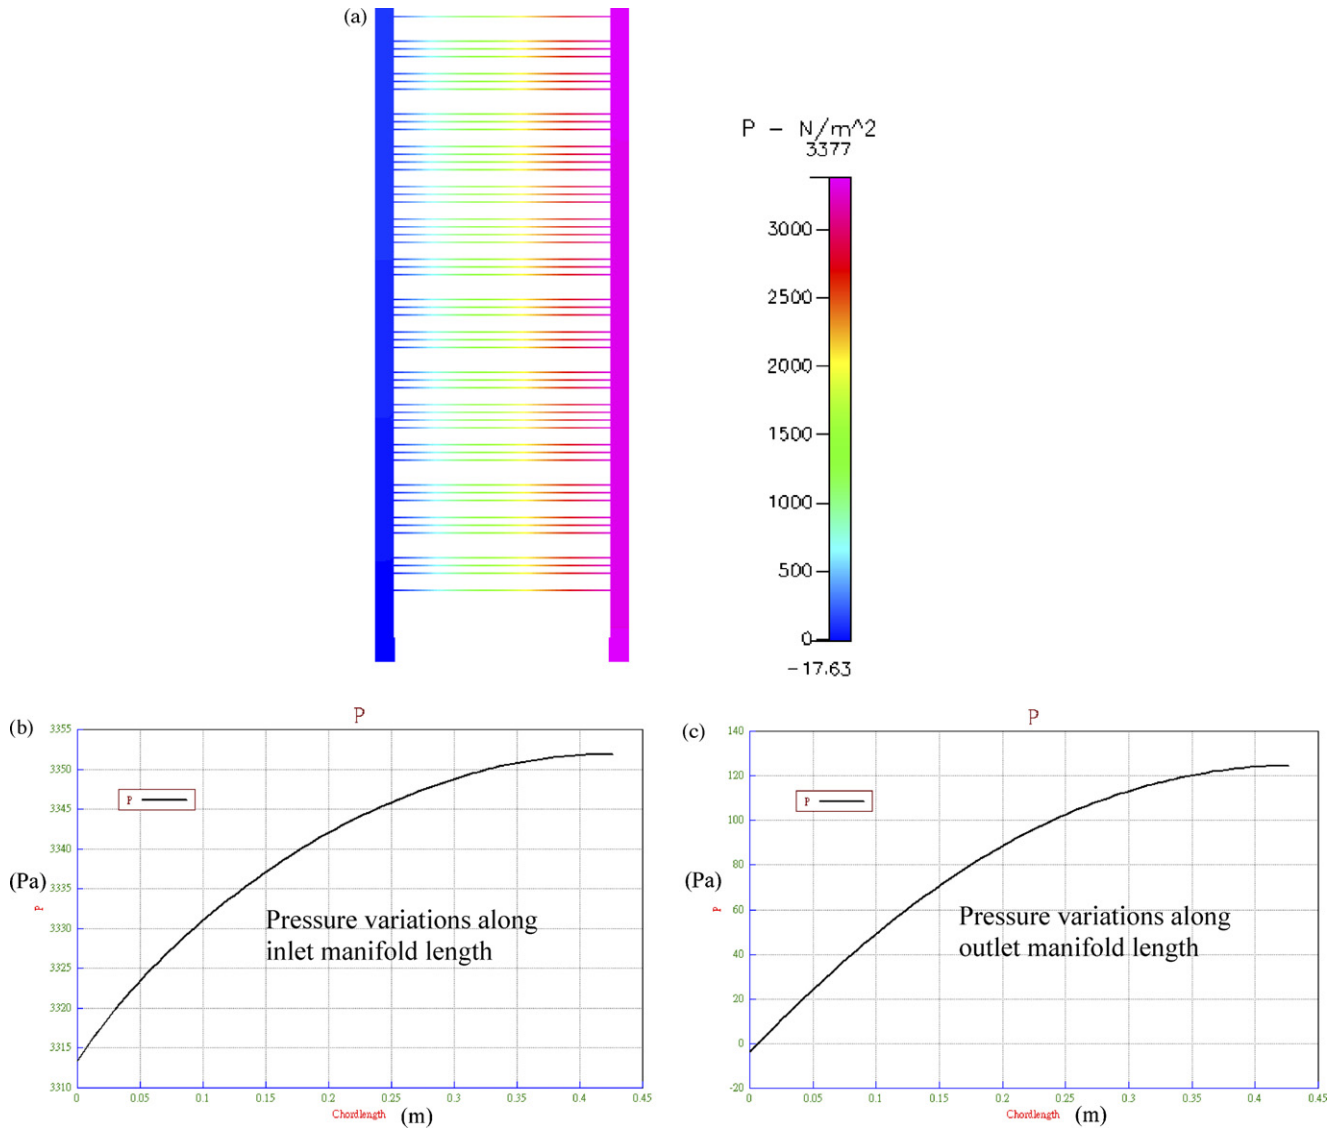 (a)
P - N/m^2
3377
3000
2500
2000
1500
1000
500
0
-17.63
(b)
P
3355
3350
3345
3340
3335
3330
3325
3320
3315
3310
P
(Pa)
P
Pressure variations along
inlet manifold length
0 0.05 0.1 0.15 0.2 0.25 0.3 0.35 0.4 0.45
Chordlength (m)
(c)
P
140
120
100
80
60
40
20
0
-20
P
(Pa)
P
Pressure variations along
outlet manifold length
0 0.05 0.1 0.15 0.2 0.25 0.3 0.35 0.4 0.45
Chordlength (m)